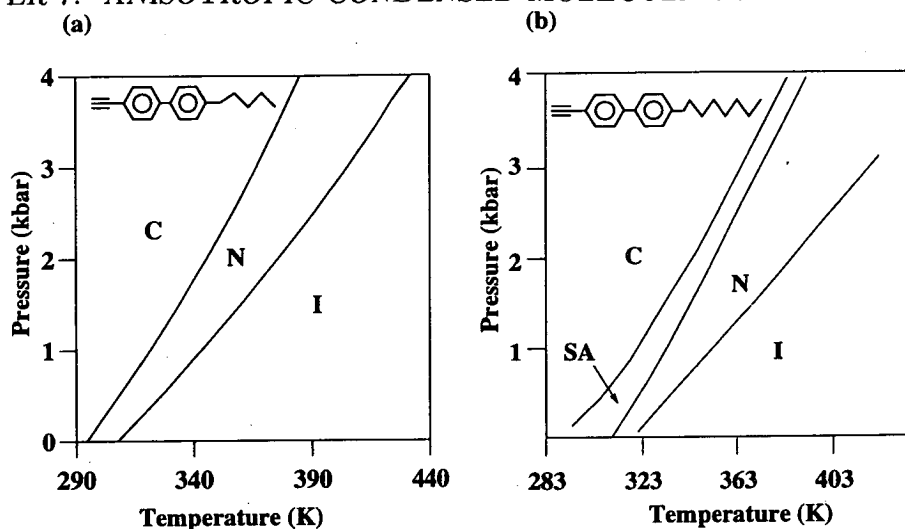 (a)
(b)
4
3
2
1
0
Pressure (kbar)
C
N
I
290
340
390
440
Temperature (K)
4
3
2
1
Pressure (kbar)
C
SA
N
I
283
323
363
403
Temperature (K)